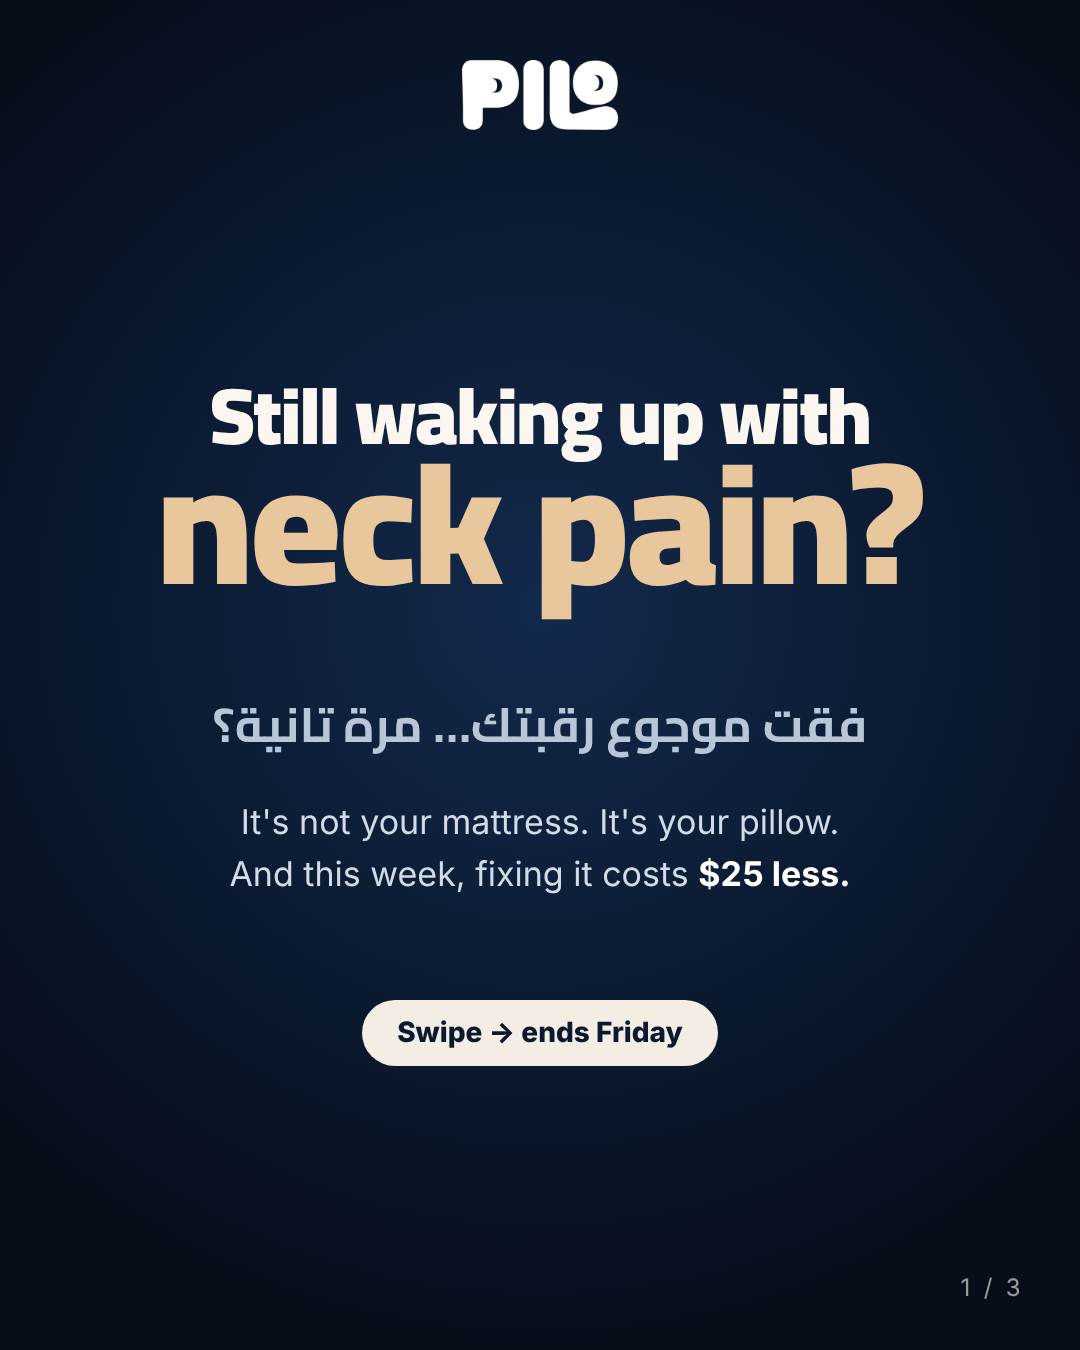 PILO
Still waking up with
neck pain?
فقت موجوع رقبتك... مرة تانية؟
It's not your mattress. It's your pillow.
And this week, fixing it costs $25 less.
Swipe → ends Friday
1 / 3